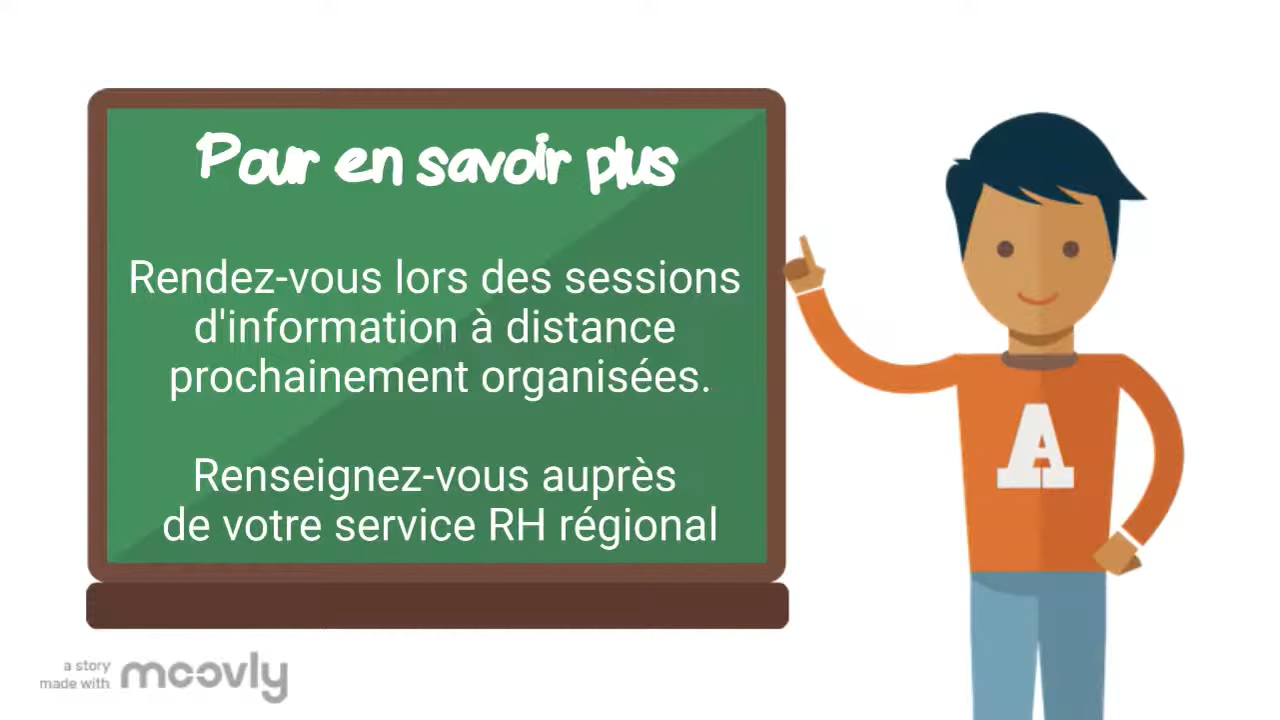 Pour en savoir plus
Rendez-vous lors des sessions
d'information à distance
prochainement organisées.
Renseignez-vous auprès
de votre service RH régional
A
a story
made with moovly